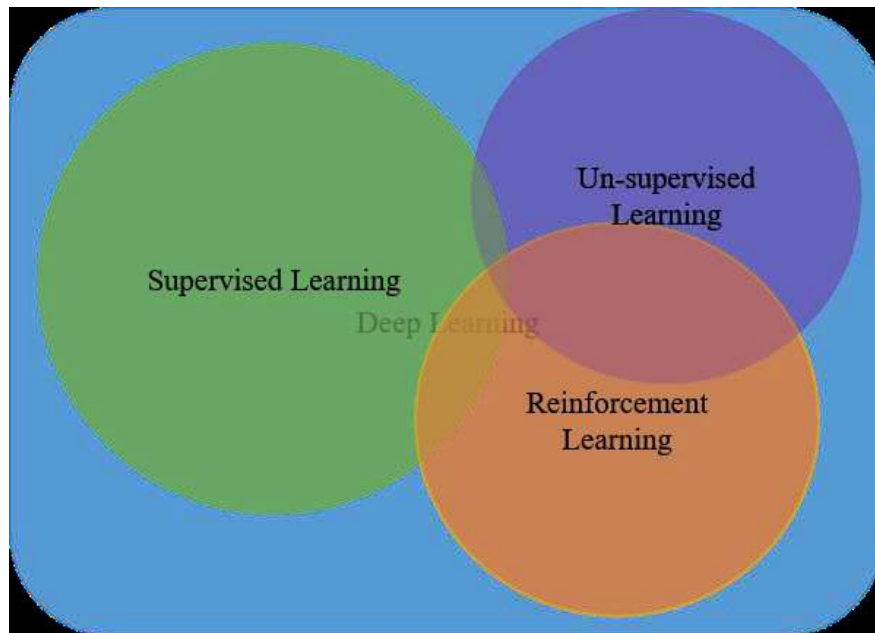 Un-supervised
Learning
Supervised Learning
Deep Learning
Reinforcement
Learning